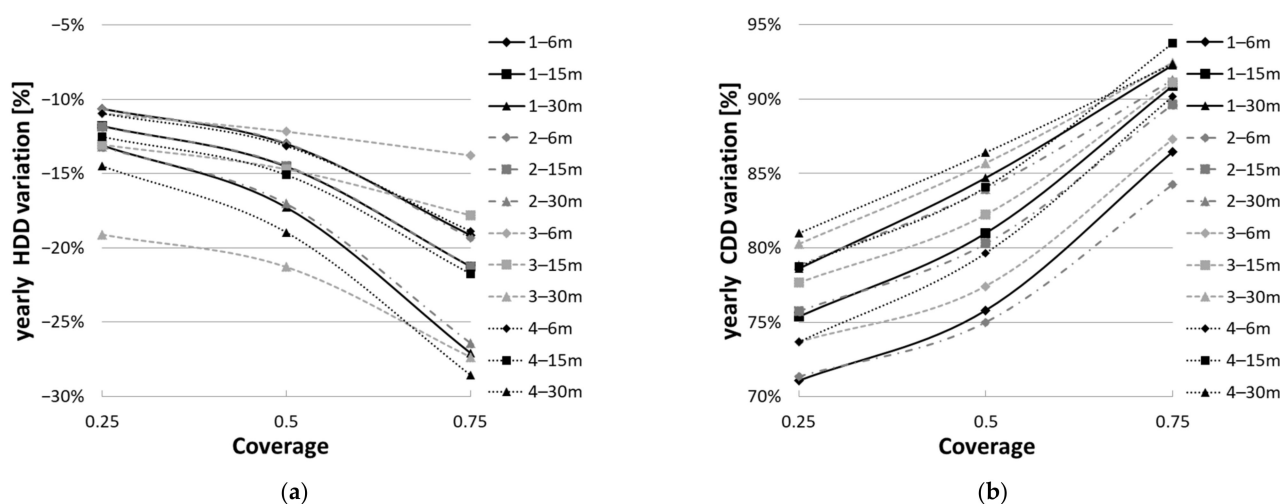 −5%
−10%
−15%
−20%
−25%
−30%
yearly HDD variation [%]
0.25
0.5
0.75
Coverage
1–6m
1–15m
1–30m
2–6m
2–15m
2–30m
3–6m
3–15m
3–30m
4–6m
4–15m
4–30m
(a)
95%
90%
85%
80%
75%
70%
yearly CDD variation [%]
0.25
0.5
0.75
Coverage
1–6m
1–15m
1–30m
2–6m
2–15m
2–30m
3–6m
3–15m
3–30m
4–6m
4–15m
4–30m
(b)